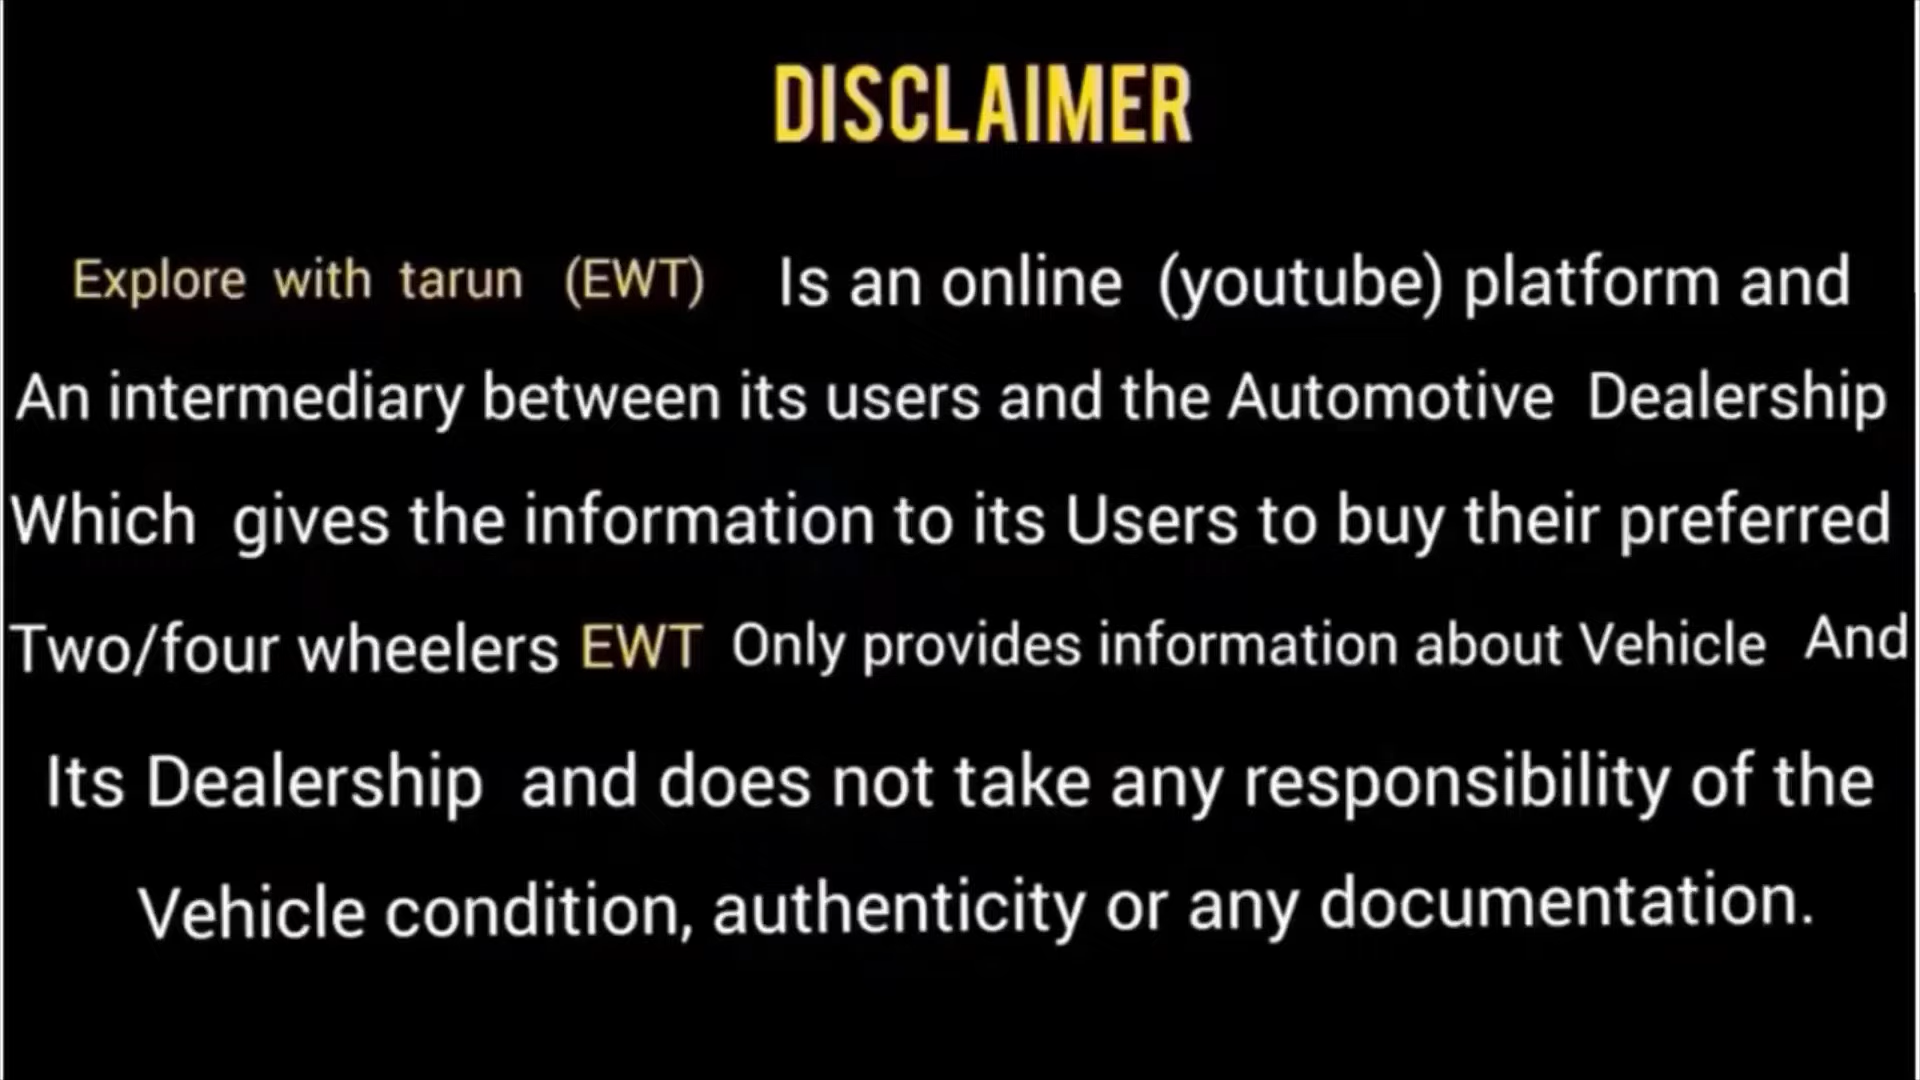 DISCLAIMER
Explore with tarun (EWT) Is an online (youtube) platform and
An intermediary between its users and the Automotive Dealership
Which gives the information to its Users to buy their preferred
Two/four wheelers EWT Only provides information about Vehicle And
Its Dealership and does not take any responsibility of the
Vehicle condition, authenticity or any documentation.